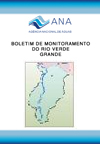 ANA
AGÊNCIA NACIONAL DE ÁGUAS
BOLETIM DE MONITORAMENTO
DO RIO VERDE
GRANDE